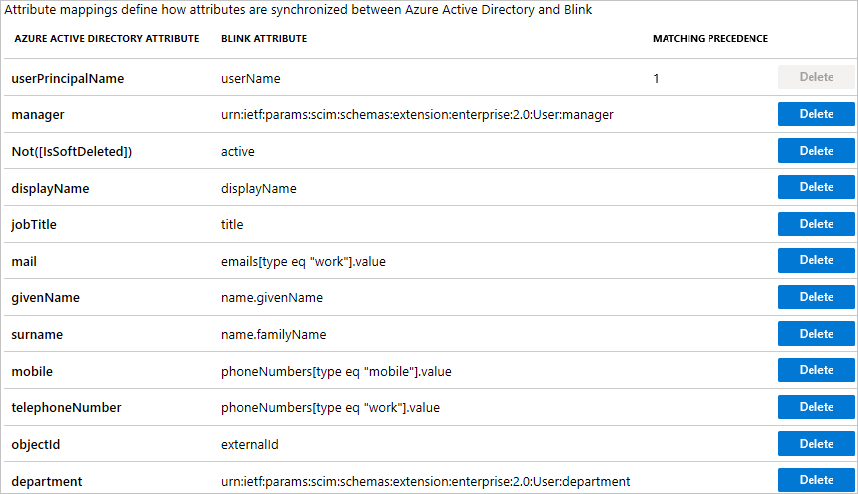 Attribute mappings define how attributes are synchronized between Azure Active Directory and Blink
AZURE ACTIVE DIRECTORY ATTRIBUTE BLINK ATTRIBUTE MATCHING PRECEDENCE
userPrincipalName userName 1 Delete
manager urn:ietf:params:scim:schemas:extension:enterprise:2.0:User:manager Delete
Not([IsSoftDeleted]) active Delete
displayName displayName Delete
jobTitle title Delete
mail emails[type eq "work"].value Delete
givenName name.givenName Delete
surname name.familyName Delete
mobile phoneNumbers[type eq "mobile"].value Delete
telephoneNumber phoneNumbers[type eq "work"].value Delete
objectId externalId Delete
department urn:ietf:params:scim:schemas:extension:enterprise:2.0:User:department Delete